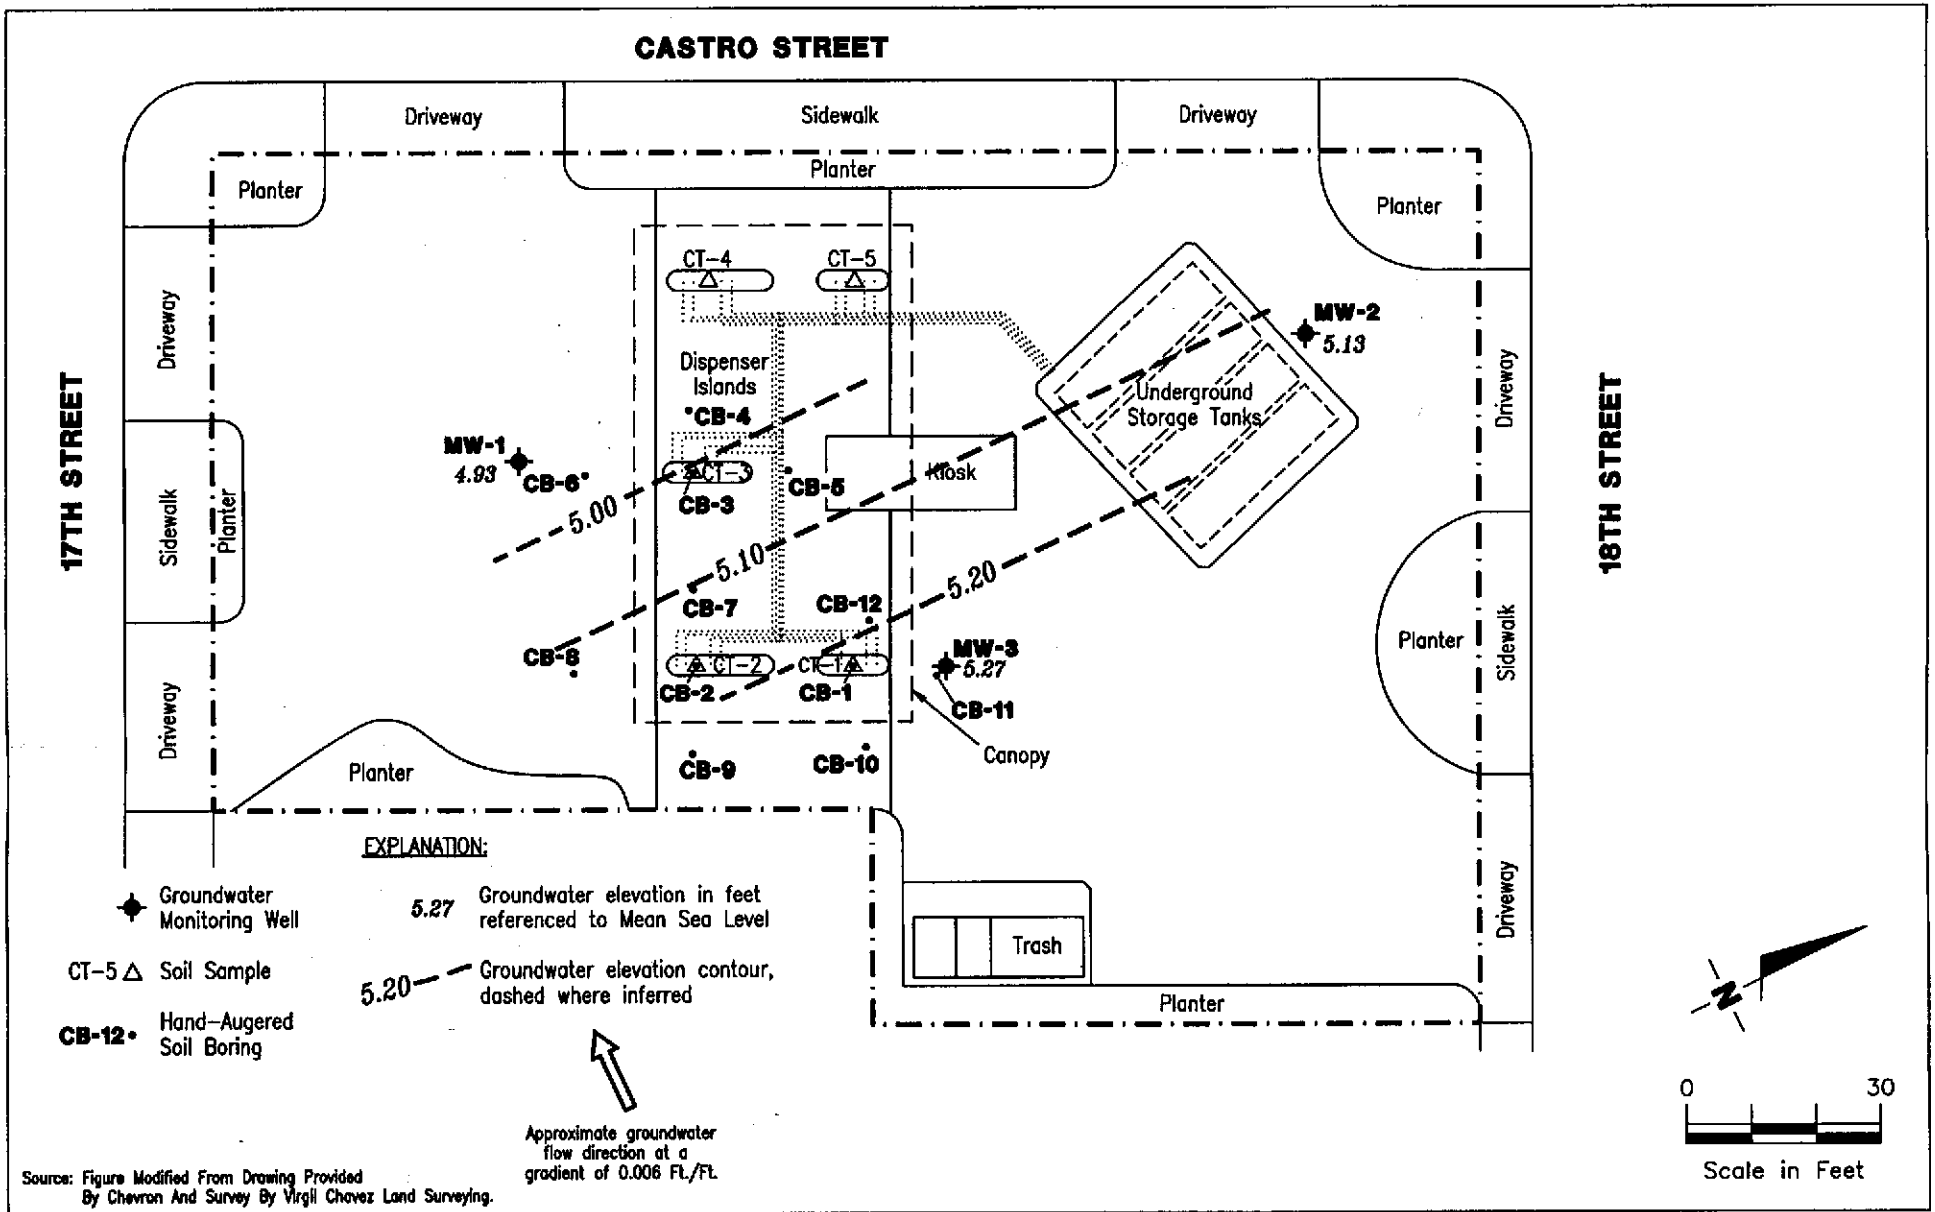 CASTRO STREET
Driveway
Sidewalk
Driveway
Planter
Planter
Planter
CT-4
CT-5
Driveway
MW-2
5.13
Dispenser
Islands
Driveway
17TH STREET
18TH STREET
CB-4
Underground
Storage Tanks
MW-1
4.93
CB-6
CT-3
CB-5
Kiosk
CB-3
5.00
Sidewalk
Planter
5.10
5.20
CB-7
CB-12
CB-8
MW-3
5.27
Planter
Sidewalk
CT-2
CT-1
CB-2
CB-1
CB-11
Driveway
Canopy
Planter
CB-9
CB-10
EXPLANATION:
Groundwater
Monitoring Well
5.27
Groundwater elevation in feet
referenced to Mean Sea Level
CT-5
Soil Sample
5.20
Groundwater elevation contour,
dashed where inferred
CB-12
Hand-Augered
Soil Boring
Trash
Driveway
Planter
N
Approximate groundwater
flow direction at a
gradient of 0.006 Ft./Ft.
0 30
Scale in Feet
Source: Figure Modified From Drawing Provided
By Chevron And Survey By Virgil Chavez Land Surveying.